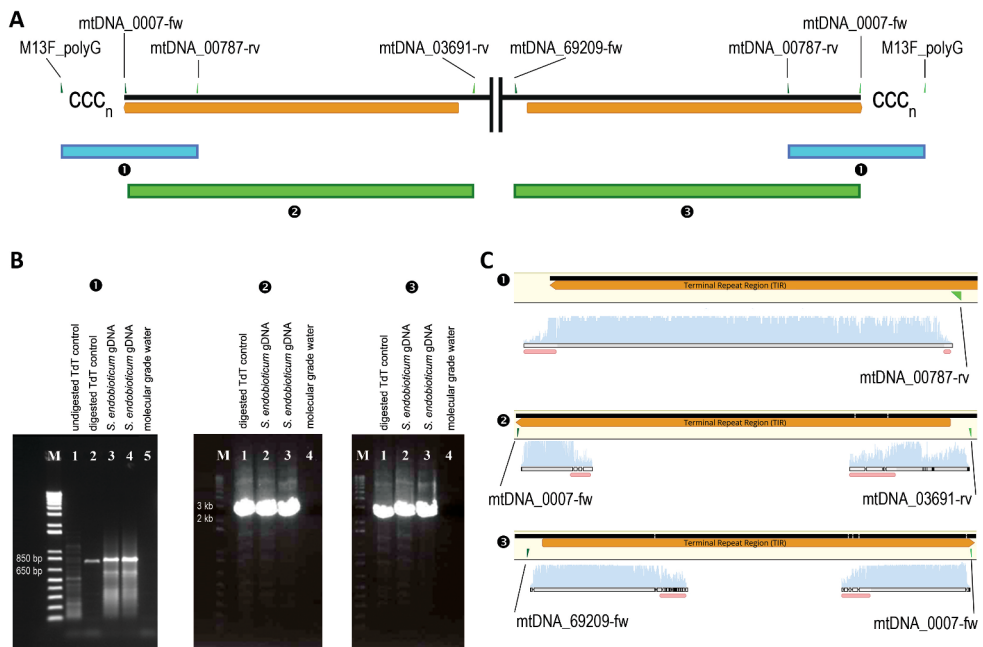 A
mtDNA_0007-fw
mtDNA_0007-fw
M13F_polyG
mtDNA_00787-rv
mtDNA_03691-rv
mtDNA_69209-fw
mtDNA_00787-rv
M13F_polyG
CCCn
CCCn
❶
❶
❷
❸
B
❶
❷
❸
undigested TdT control
digested TdT control
S. endobioticum gDNA
S. endobioticum gDNA
molecular grade water
digested TdT control
S. endobioticum gDNA
S. endobioticum gDNA
molecular grade water
digested TdT control
S. endobioticum gDNA
S. endobioticum gDNA
molecular grade water
M 1 2 3 4 5
M 1 2 3 4
M 1 2 3 4
850 bp
650 bp
3 kb
2 kb
C
❶
Terminal Repeat Region (TIR)
mtDNA_00787-rv
❷
Terminal Repeat Region (TIR)
mtDNA_0007-fw
mtDNA_03691-rv
❸
Terminal Repeat Region (TIR)
mtDNA_69209-fw
mtDNA_0007-fw